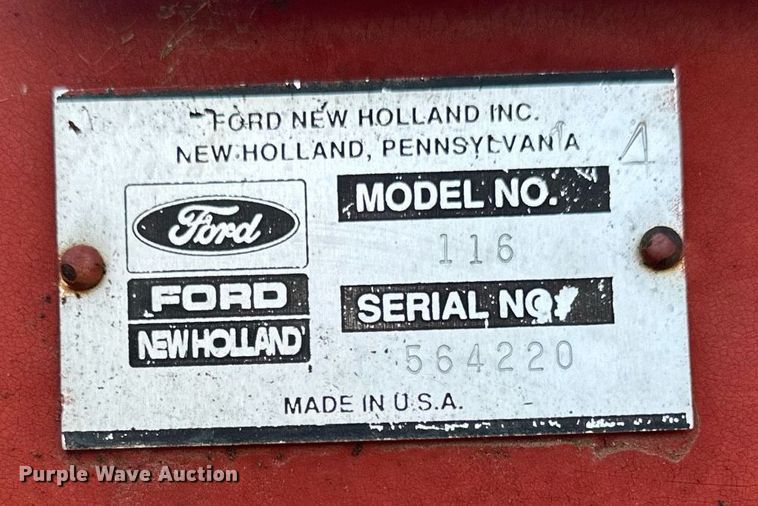 FORD NEW HOLLAND INC.
NEW HOLLAND, PENNSYLVANIA
Ford
FORD
NEW HOLLAND
MODEL NO.
116
SERIAL NO.
564220
MADE IN U.S.A.
Purple Wave Auction